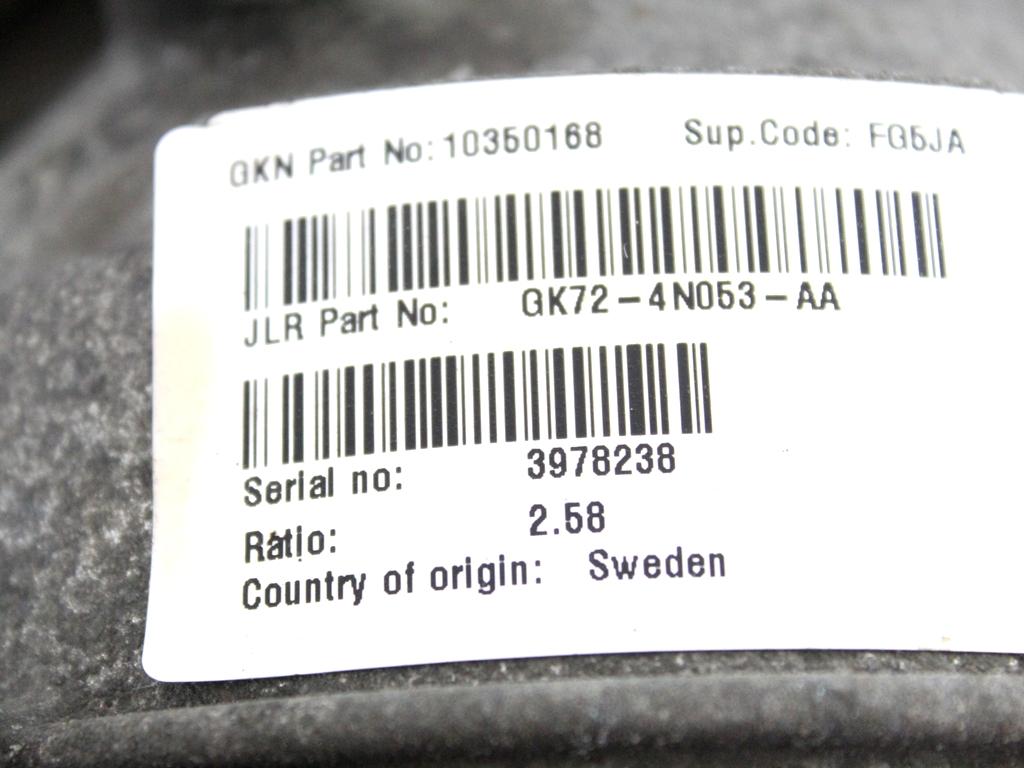 GKN Part No: 10350168 Sup.Code: FG5JA
JLR Part No: GK72-4N053-AA
Serial no: 3978238
Ratio: 2.58
Country of origin: Sweden